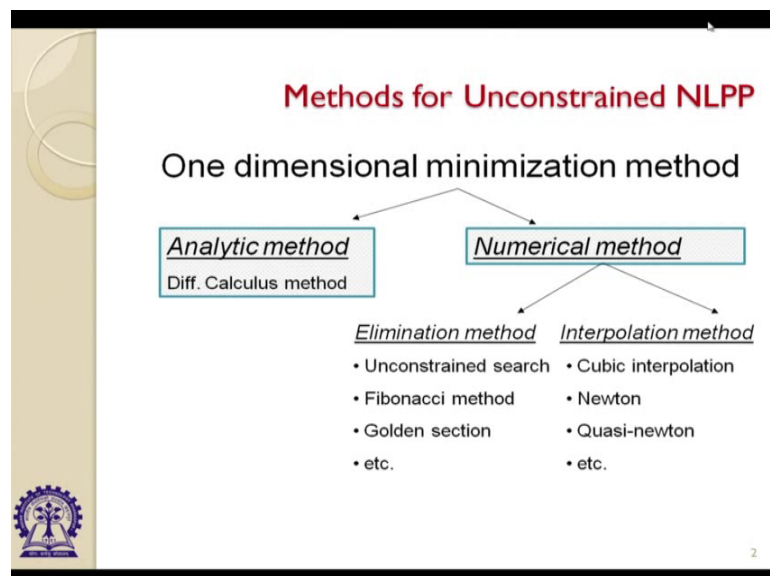 Methods for Unconstrained NLPP
One dimensional minimization method
Analytic method
Diff. Calculus method
Numerical method
Elimination method
• Unconstrained search
• Fibonacci method
• Golden section
• etc.
Interpolation method
• Cubic interpolation
• Newton
• Quasi-newton
• etc.
2